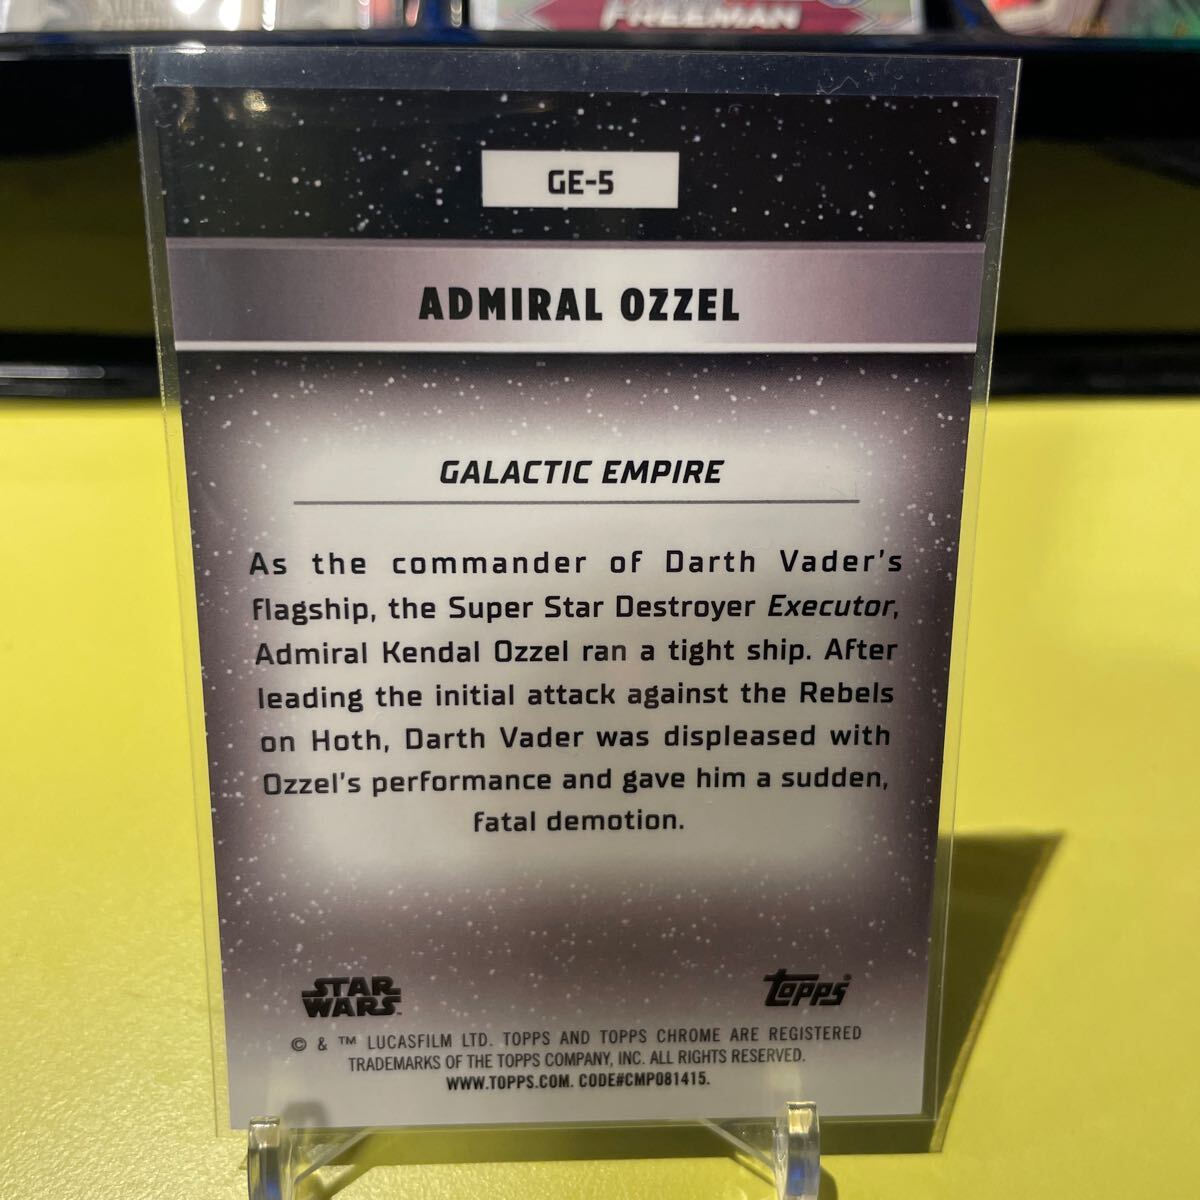 FREEMAN
GE-5
ADMIRAL OZZEL
GALACTIC EMPIRE
As the commander of Darth Vader's
flagship, the Super Star Destroyer Executor,
Admiral Kendal Ozzel ran a tight ship. After
leading the initial attack against the Rebels
on Hoth, Darth Vader was displeased with
Ozzel's performance and gave him a sudden,
fatal demotion.
STAR
WARS
topps
© & ™ LUCASFILM LTD. TOPPS AND TOPPS CHROME ARE REGISTERED
TRADEMARKS OF THE TOPPS COMPANY, INC. ALL RIGHTS RESERVED.
WWW.TOPPS.COM. CODE#CMP081415.